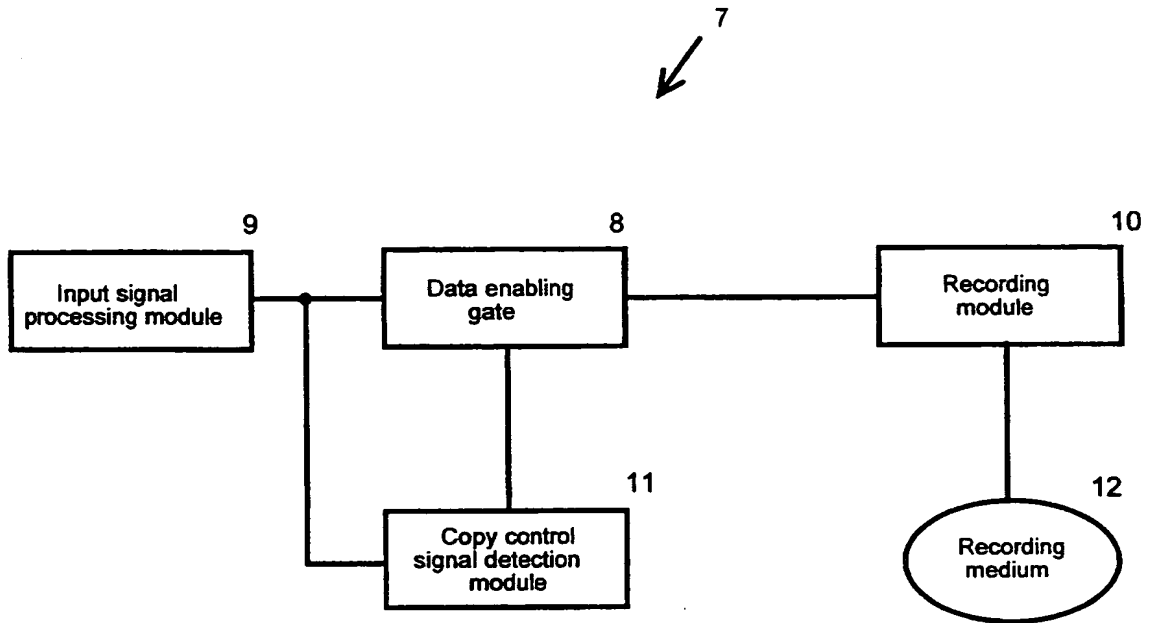 7
9
8
10
Input signal
processing module
Data enabling
gate
Recording
module
11
12
Copy control
signal detection
module
Recording
medium